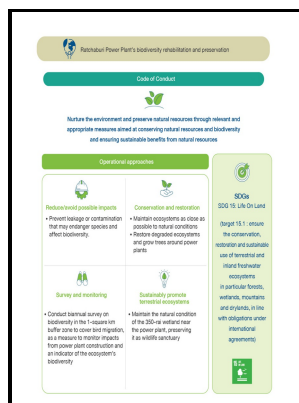 Ratchaburi Power Plant's biodiversity rehabilitation and preservation
Code of Conduct
Nurture the environment and preserve natural resources through relevant and
appropriate measures aimed at conserving natural resources and biodiversity
and ensuring sustainable benefits from natural resources
Operational approaches
Reduce/avoid possible impacts
• Prevent leakage or contamination
that may endanger species and
affect biodiversity.
Conservation and restoration
• Maintain ecosystems as close as
possible to natural conditions
• Restore degraded ecosystems
and grow trees around power
plants
Survey and monitoring
• Conduct biannual survey on
biodiversity in the 1-square km
buffer zone to cover bird migration,
as a measure to monitor impacts
from power plant construction and
an indicator of the ecosystem's
biodiversity
Sustainably promote
terrestrial ecosystems
• Maintain the natural condition
of the 350-rai wetland near
the power plant, preserving
it as wildlife sanctuary
SDGs
SDG 15: Life On Land
(target 15.1 : ensure
the conservation,
restoration and sustainable
use of terrestrial and
inland freshwater
ecosystems
in particular forests,
wetlands, mountains
and drylands, in line
with obligations under
international
agreements)
15